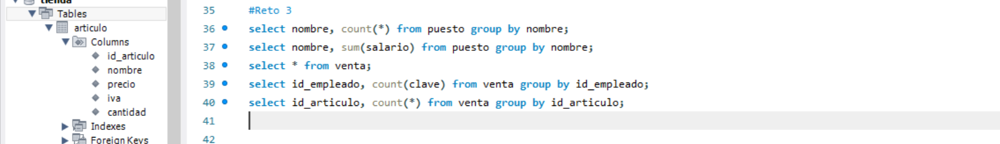 tienda
Tables
articulo
Columns
id_articulo
nombre
precio
iva
cantidad
Indexes
Foreign Keys
35 #Reto 3
36 select nombre, count(*) from puesto group by nombre;
37 select nombre, sum(salario) from puesto group by nombre;
38 select * from venta;
39 select id_empleado, count(clave) from venta group by id_empleado;
40 select id_articulo, count(*) from venta group by id_articulo;
41
42